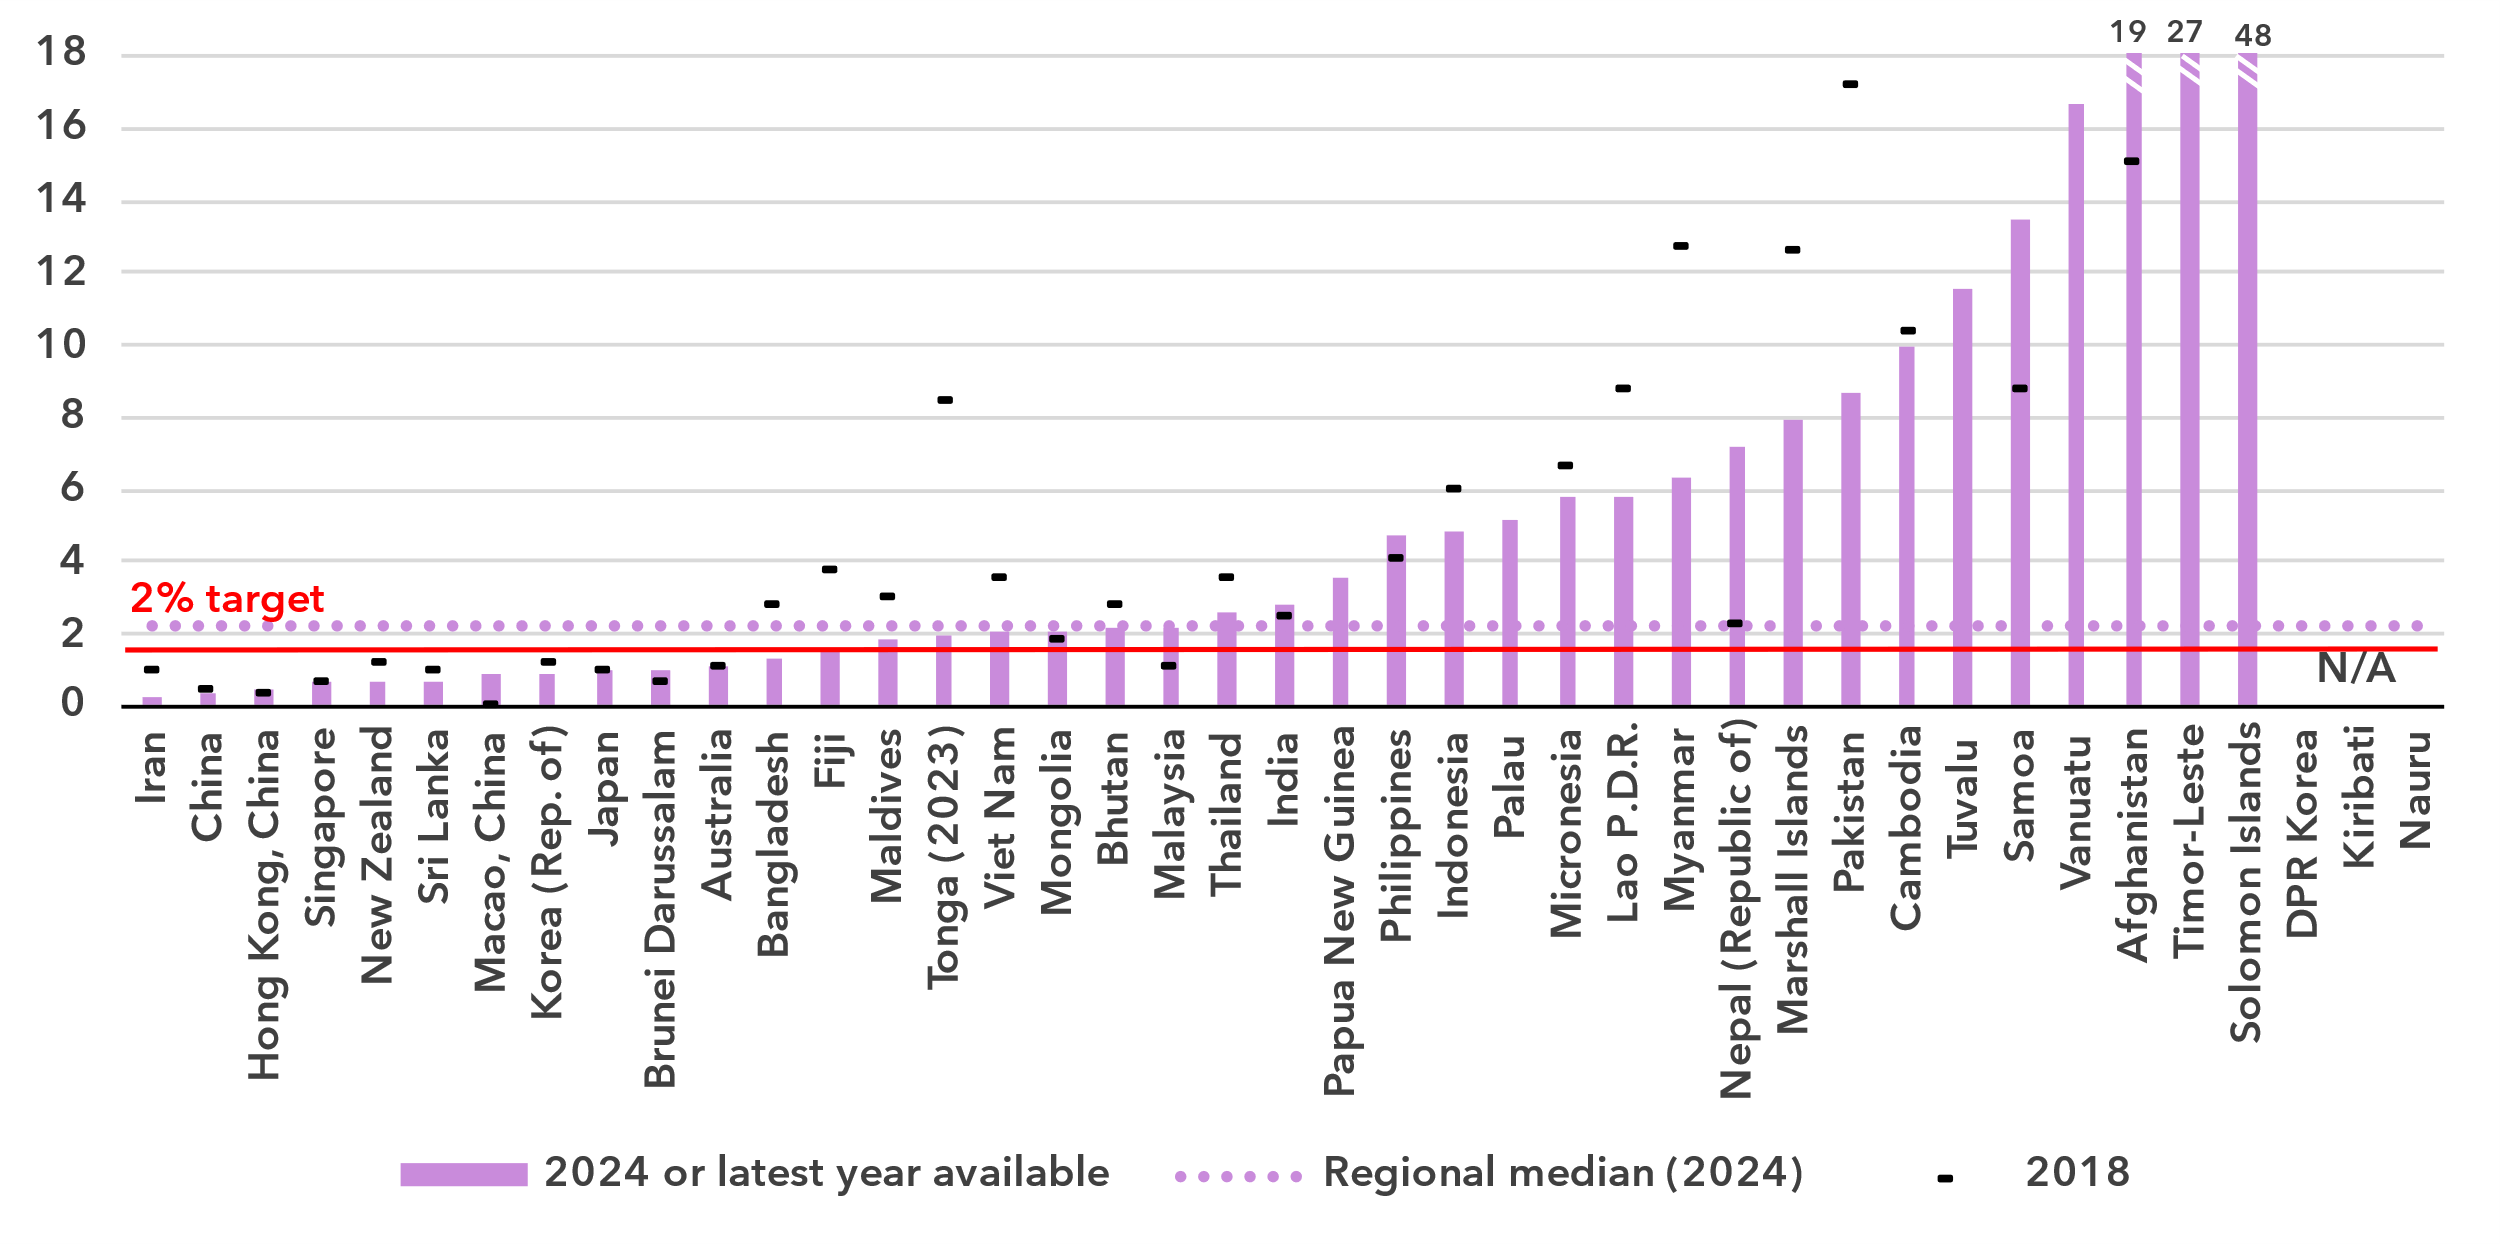 19
27
48
18
16
14
12
10
8
6
4
2
0
2% target
N/A
Iran
China
Hong Kong, China
Singapore
New Zealand
Sri Lanka
Macao, China
Korea (Rep. of)
Japan
Brunei Darussalam
Australia
Bangladesh
Fiji
Maldives
Tonga (2023)
Viet Nam
Mongolia
Bhutan
Malaysia
Thailand
India
Papua New Guinea
Philippines
Indonesia
Palau
Micronesia
Lao P.D.R.
Myanmar
Nepal (Republic of)
Marshall Islands
Pakistan
Cambodia
Tuvalu
Samoa
Vanuatu
Afghanistan
Timor-Leste
Solomon Islands
DPR Korea
Kiribati
Nauru
2024 or latest year available
Regional median (2024)
2018